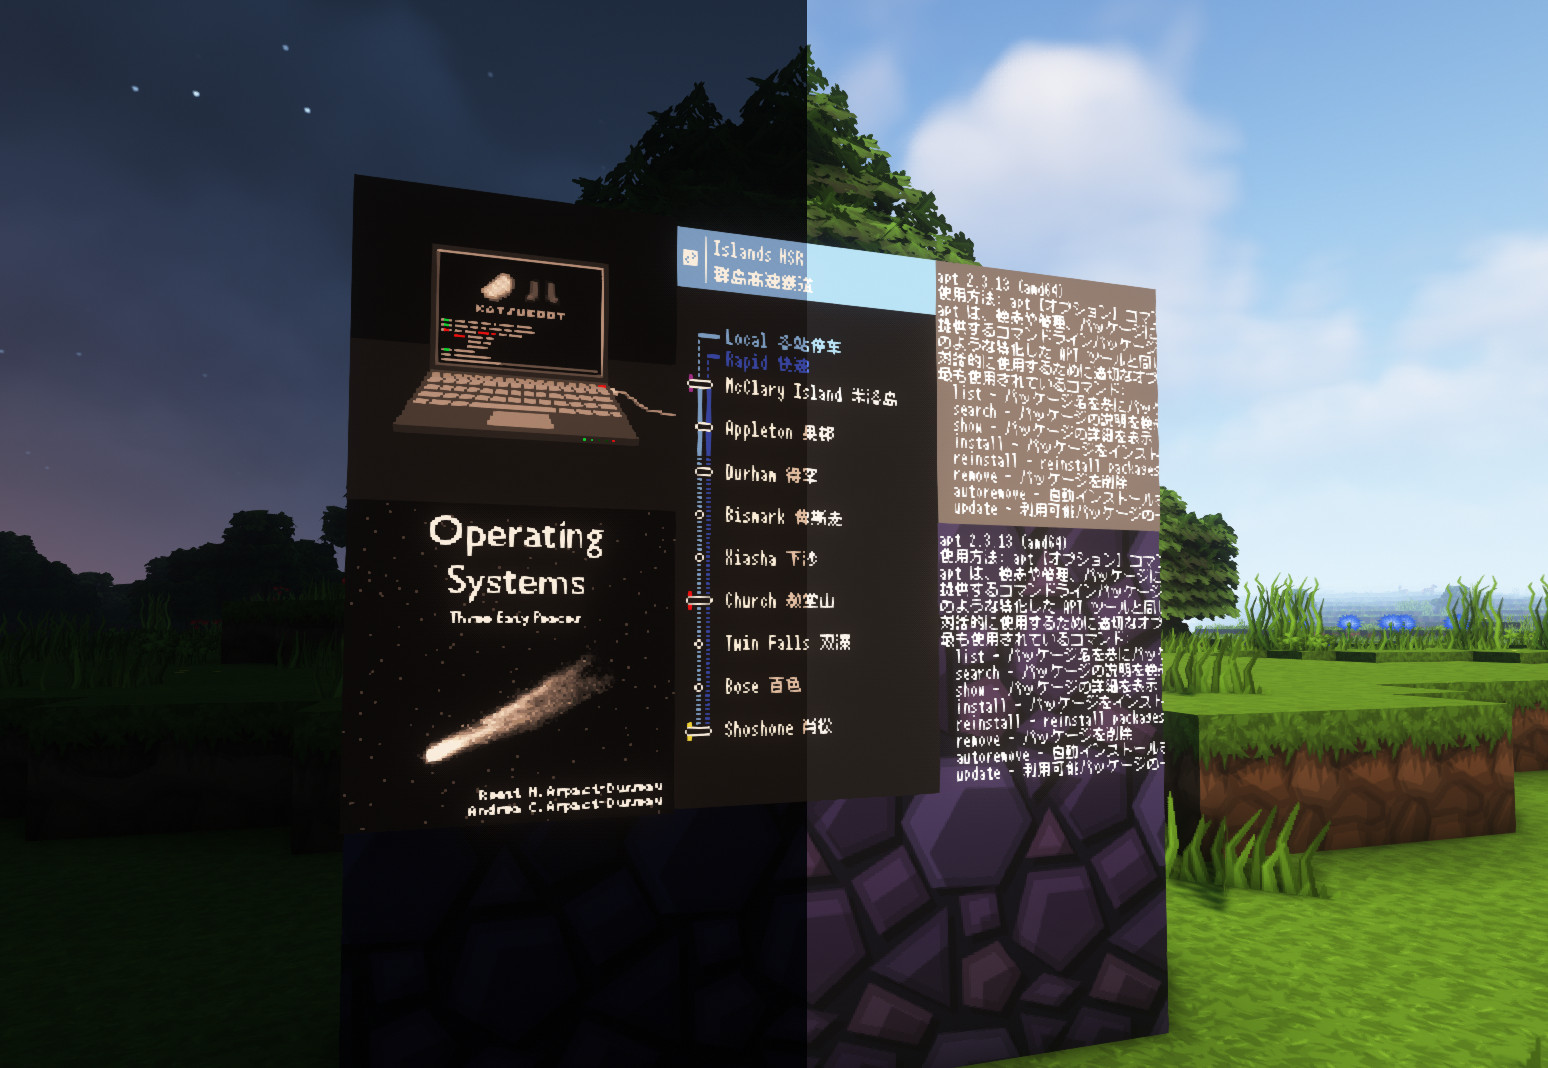 KATSUBOOT
Operating
Systems
Three Easy Pieces
Remzi H. Arpaci-Dusseau
Andrea C. Arpaci-Dusseau
Islands HSR
群岛高速铁道
Local 各站停车
Rapid 快速
McClary Island 米洛岛
Appleton 果郡
Durham
Bismark 俾斯麦
Xiasha 下沙
Church 教堂山
Twin Falls 双瀑
Bose 百色
Shoshone 肖松
apt 2.3.13 (amd64)
使用方法: apt [オプション] コマ
apt は、検索や管理、パッケージに
提供するコマンドラインパッケー
のような特化した APT ツールと同じ
対話的に使用するために適切なオプ
最も使用されているコマンド:
list - パッケージ名を基にパッケ
search - パッケージの説明を検索
show - パッケージの詳細を表示
install - パッケージをインスト
reinstall - reinstall packages
remove - パッケージを削除
autoremove - 自動インストール
update - 利用可能パッケージの
apt 2.3.13 (amd64)
使用方法: apt [オプション] コマ
apt は、検索や管理、パッケージに
提供するコマンドラインパッケー
のような特化した APT ツールと同じ
対話的に使用するために適切なオプ
最も使用されているコマンド:
list - パッケージ名を基にパッケ
search - パッケージの説明を検索
show - パッケージの詳細を表示
install - パッケージをインスト
reinstall - reinstall packages
remove - パッケージを削除
autoremove - 自動インストール
update - 利用可能パッケージの